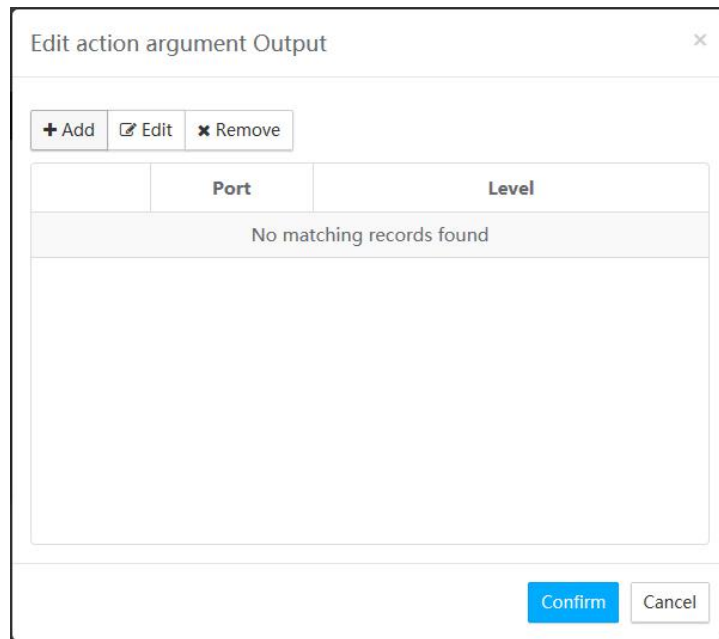 Edit action argument Output
×
Add Edit Remove
Port Level
No matching records found
Confirm Cancel